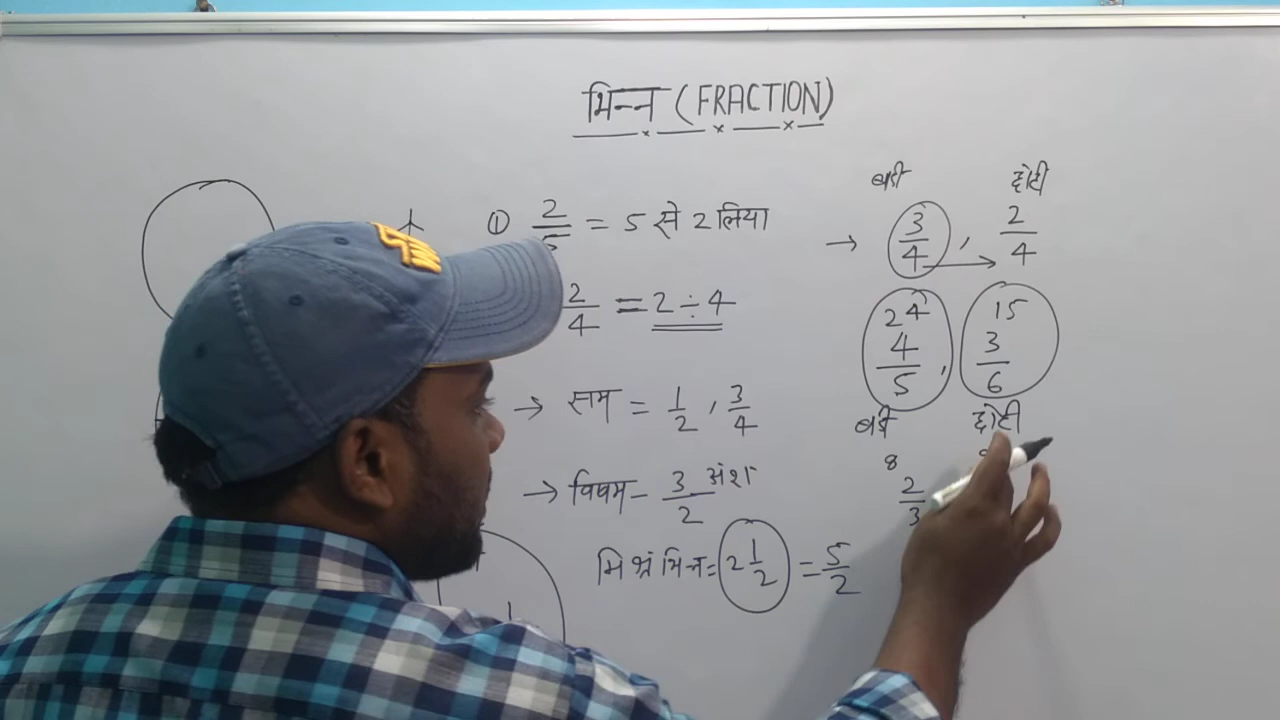 भिन्न (FRACTION)
① 2/5 = 5 से 2 लिया
2/4 = 2 ÷ 4
→ सम = 1/2 , 3/4
→ विषम - 3/2 अंश
मिश्रं भिन्न = 2 1/2 = 5/2
बडी छोटी
→ 3/4 , 2/4
24 15
4/5 , 3/6
बडी छोटी
8
2/3